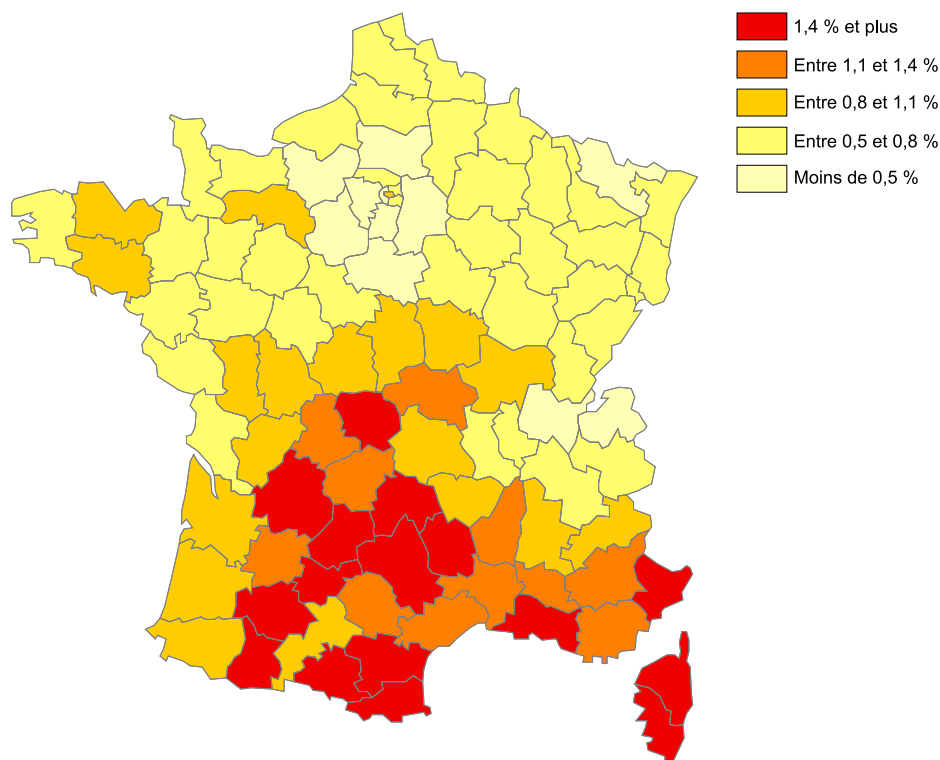 1,4 % et plus
Entre 1,1 et 1,4 %
Entre 0,8 et 1,1 %
Entre 0,5 et 0,8 %
Moins de 0,5 %